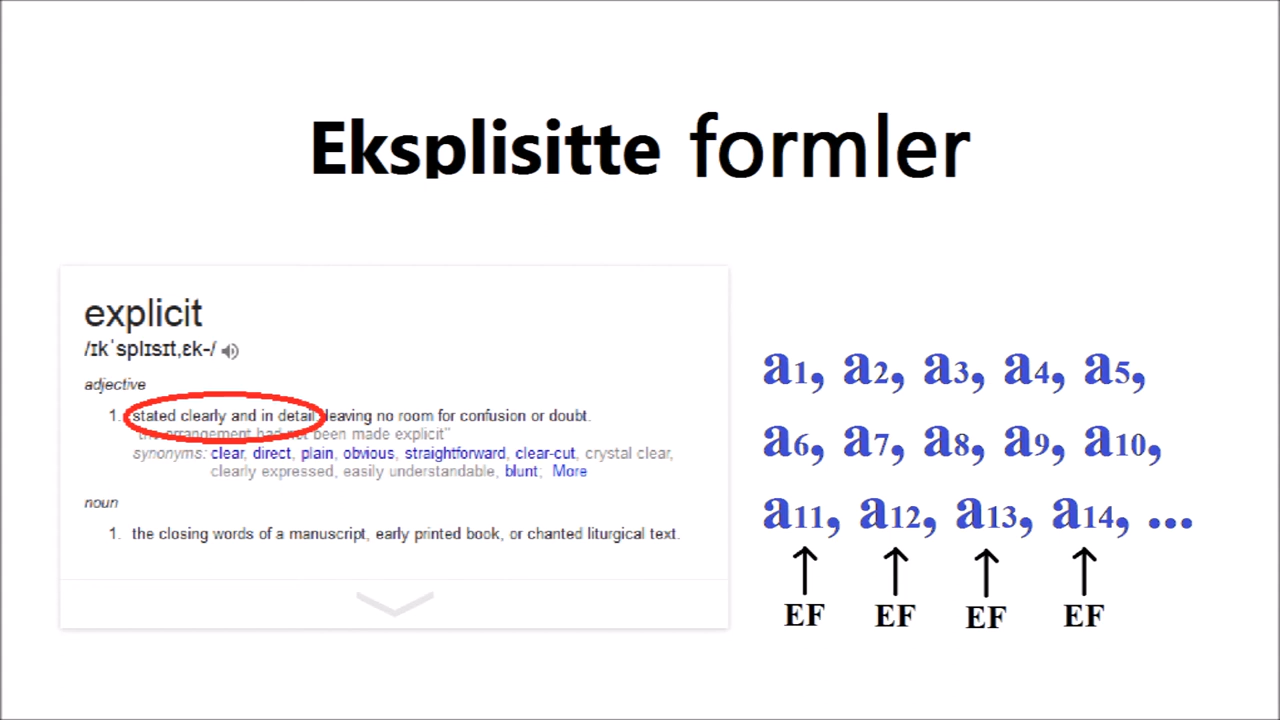 Eksplisitte formler
explicit
/ɪkˈsplɪsɪt,ɛk-/
adjective
1. stated clearly and in detail, leaving no room for confusion or doubt.
arrangement had not been made explicit"
synonyms: clear, direct, plain, obvious, straightforward, clear-cut, crystal clear,
clearly expressed, easily understandable, blunt; More
noun
1. the closing words of a manuscript, early printed book, or chanted liturgical text.
a1, a2, a3, a4, a5,
a6, a7, a8, a9, a10,
a11, a12, a13, a14, ...
EF EF EF EF